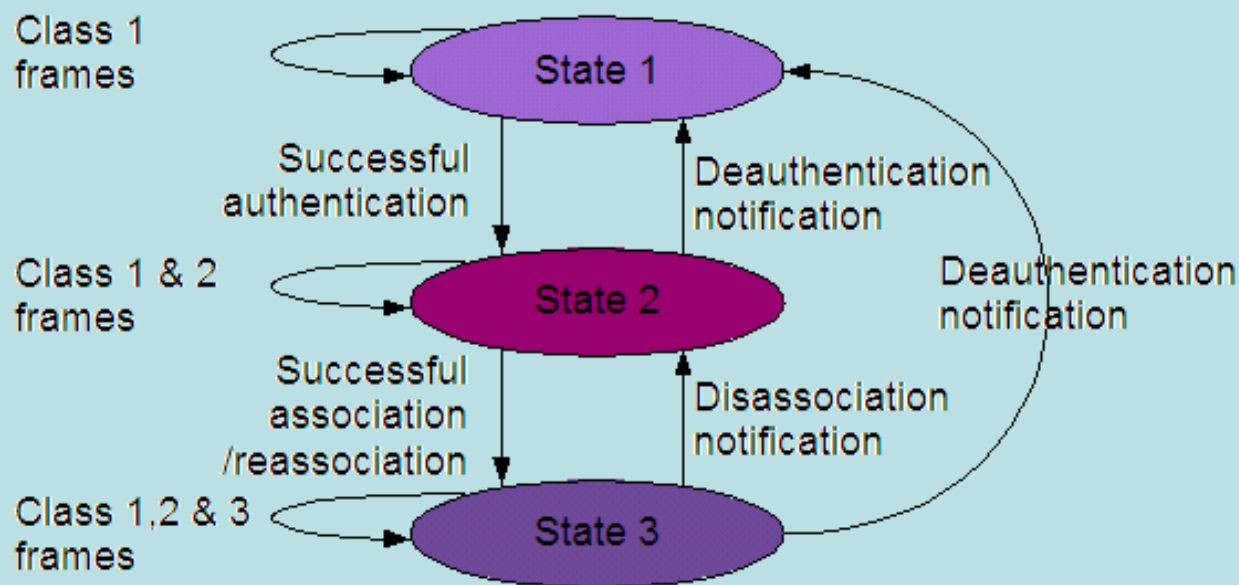 Class 1
frames
State 1
Successful
authentication
Deauthentication
notification
Class 1 & 2
frames
State 2
Deauthentication
notification
Successful
association
/reassociation
Disassociation
notification
Class 1,2 & 3
frames
State 3